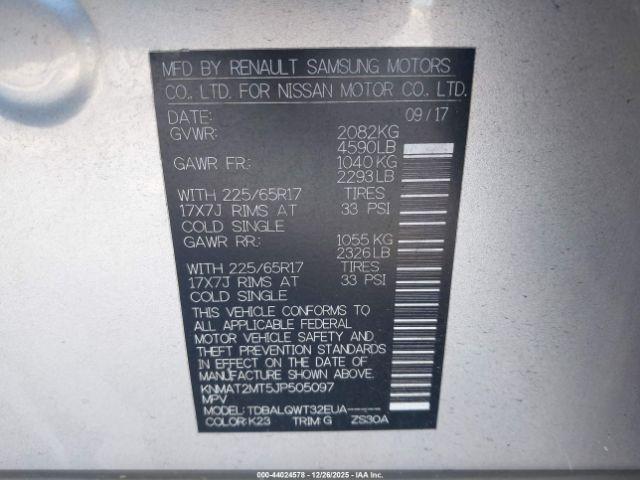 MFD BY RENAULT SAMSUNG MOTORS
CO., LTD. FOR NISSAN MOTOR CO., LTD.
DATE: 09/17
GVWR: 2082KG
4590LB
GAWR FR: 1040KG
2293LB
WITH 225/65R17 TIRES
17X7J RIMS AT 33 PSI
COLD SINGLE
GAWR RR: 1055 KG
2326LB
WITH 225/65R17 TIRES
17X7J RIMS AT 33 PSI
COLD SINGLE
THIS VEHICLE CONFORMS TO
ALL APPLICABLE FEDERAL
MOTOR VEHICLE SAFETY AND
THEFT PREVENTION STANDARDS
IN EFFECT ON THE DATE OF
MANUFACTURE SHOWN ABOVE.
KNMAT2MT5JP505097
MPV
MODEL: TDBALQWT32EUA-----
COLOR: K23 TRIM G ZS30A
IBW - 44024578 - 12/26/2025 - IAA Inc.